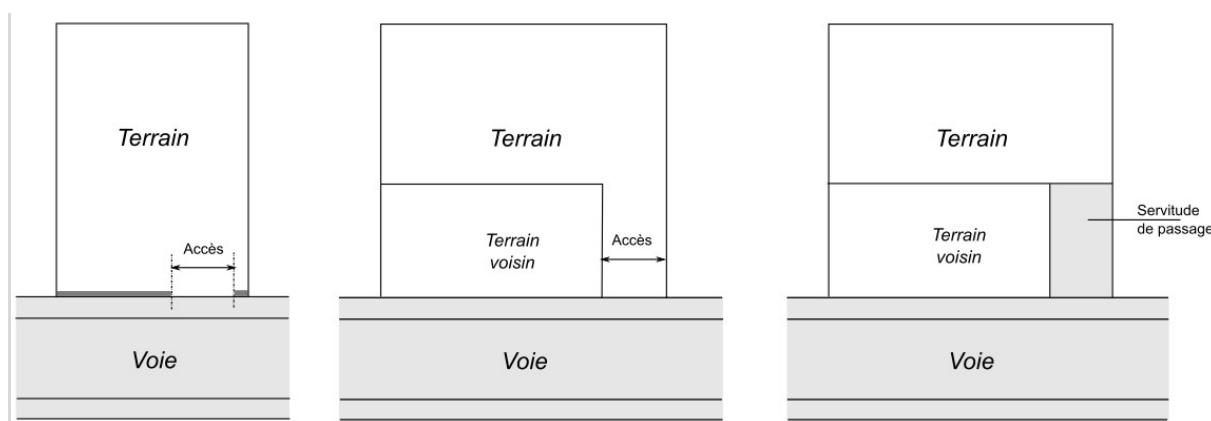 Terrain
Accès
Voie
Terrain
Terrain
voisin
Accès
Voie
Terrain
Terrain
voisin
Servitude
de passage
Voie